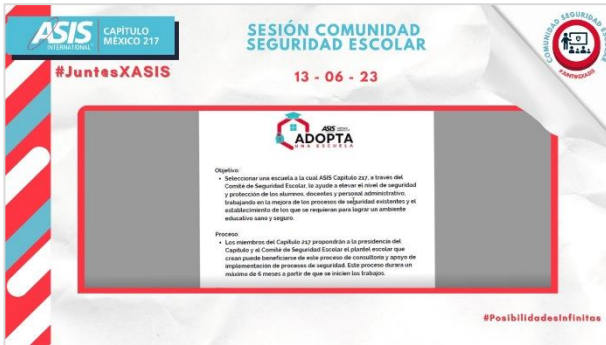 ASIS
INTERNATIONAL
CAPÍTULO
MÉXICO 217
#JuntosXASIS
SESIÓN COMUNIDAD
SEGURIDAD ESCOLAR
13 - 06 - 23
COMUNIDAD SEGURIDAD ESCOLAR
#JUNTOSXASIS
ASIS
ADOPTA
UNA ESCUELA
Objetivo:
• Seleccionar una escuela a la cual ASIS Capítulo 217, a través del
Comité de Seguridad Escolar, le ayude a elevar el nivel de seguridad
y protección de los alumnos, docentes y personal administrativo,
trabajando en la mejora de los procesos de seguridad existentes y el
establecimiento de los que se requieran para lograr un ambiente
educativo sano y seguro.
Proceso:
• Los miembros del Capítulo 217 propondrán a la presidencia del
Capítulo y al Comité de Seguridad Escolar el plantel escolar que
crean puede beneficiarse de este proceso de consultoría y apoyo de
implementación de procesos de seguridad. Este proceso durara un
máximo de 6 meses a partir de que se inicien los trabajos.
#PosibilidadesInfinitas